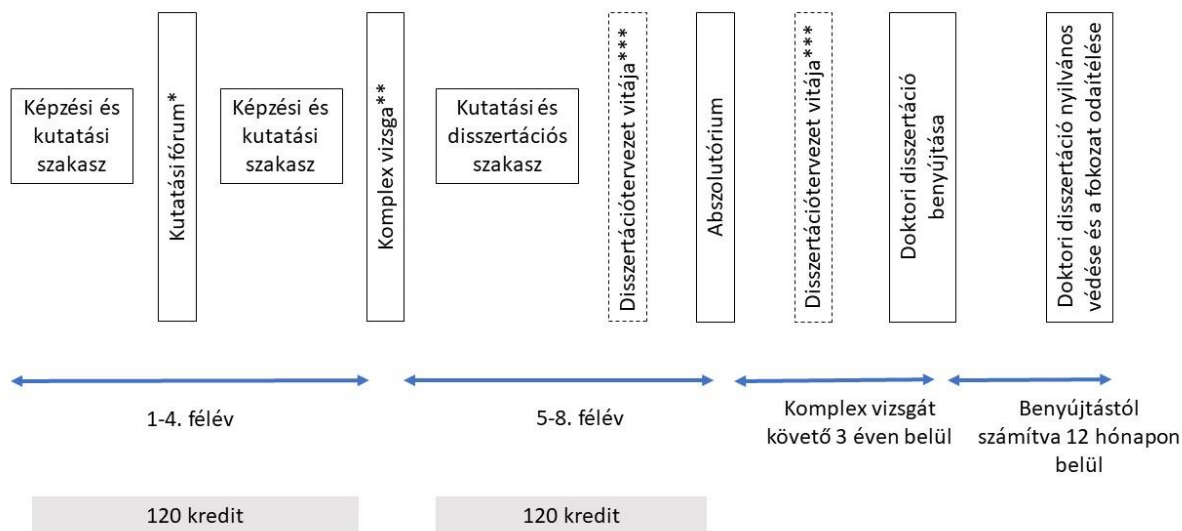 Képzési és
kutatási
szakasz
Kutatási fórum*
Képzési és
kutatási
szakasz
Komplex vizsga**
Kutatási és
disszertációs
szakasz
Disszertációtervezet vitája***
Abszolutórium
Disszertációtervezet vitája***
Doktori disszertáció
benyújtása
Doktori disszertáció nyilvános
védése és a fokozat odaítélése
1-4. félév
5-8. félév
Komplex vizsgát
követő 3 éven belül
Benyújtástól
számítva 12 hónapon
belül
120 kredit
120 kredit